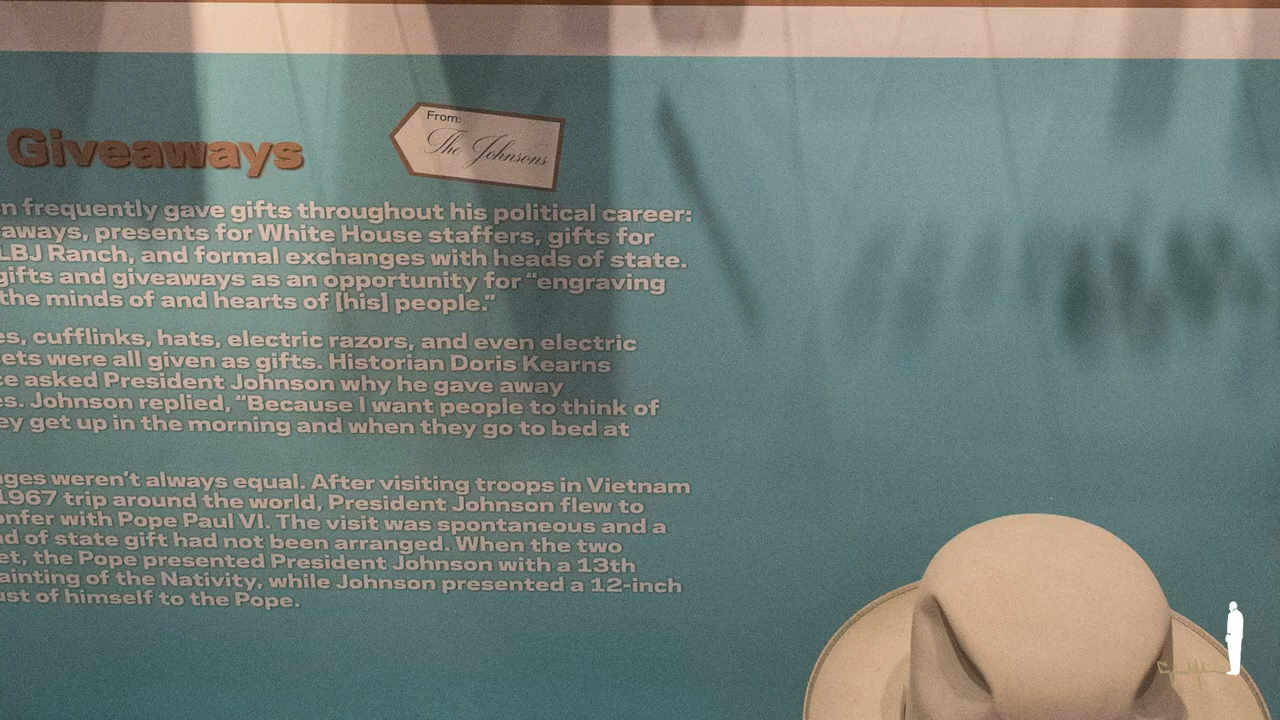 Giveaways
From:
The Johnsons
n frequently gave gifts throughout his political career:
aways, presents for White House staffers, gifts for
LBJ Ranch, and formal exchanges with heads of state.
gifts and giveaways as an opportunity for “engraving
the minds of and hearts of [his] people.”
es, cufflinks, hats, electric razors, and even electric
ets were all given as gifts. Historian Doris Kearns
ce asked President Johnson why he gave away
es. Johnson replied, “Because I want people to think of
ey get up in the morning and when they go to bed at
nges weren’t always equal. After visiting troops in Vietnam
1967 trip around the world, President Johnson flew to
onfer with Pope Paul VI. The visit was spontaneous and a
ad of state gift had not been arranged. When the two
et, the Pope presented President Johnson with a 13th
ainting of the Nativity, while Johnson presented a 12-inch
ust of himself to the Pope.